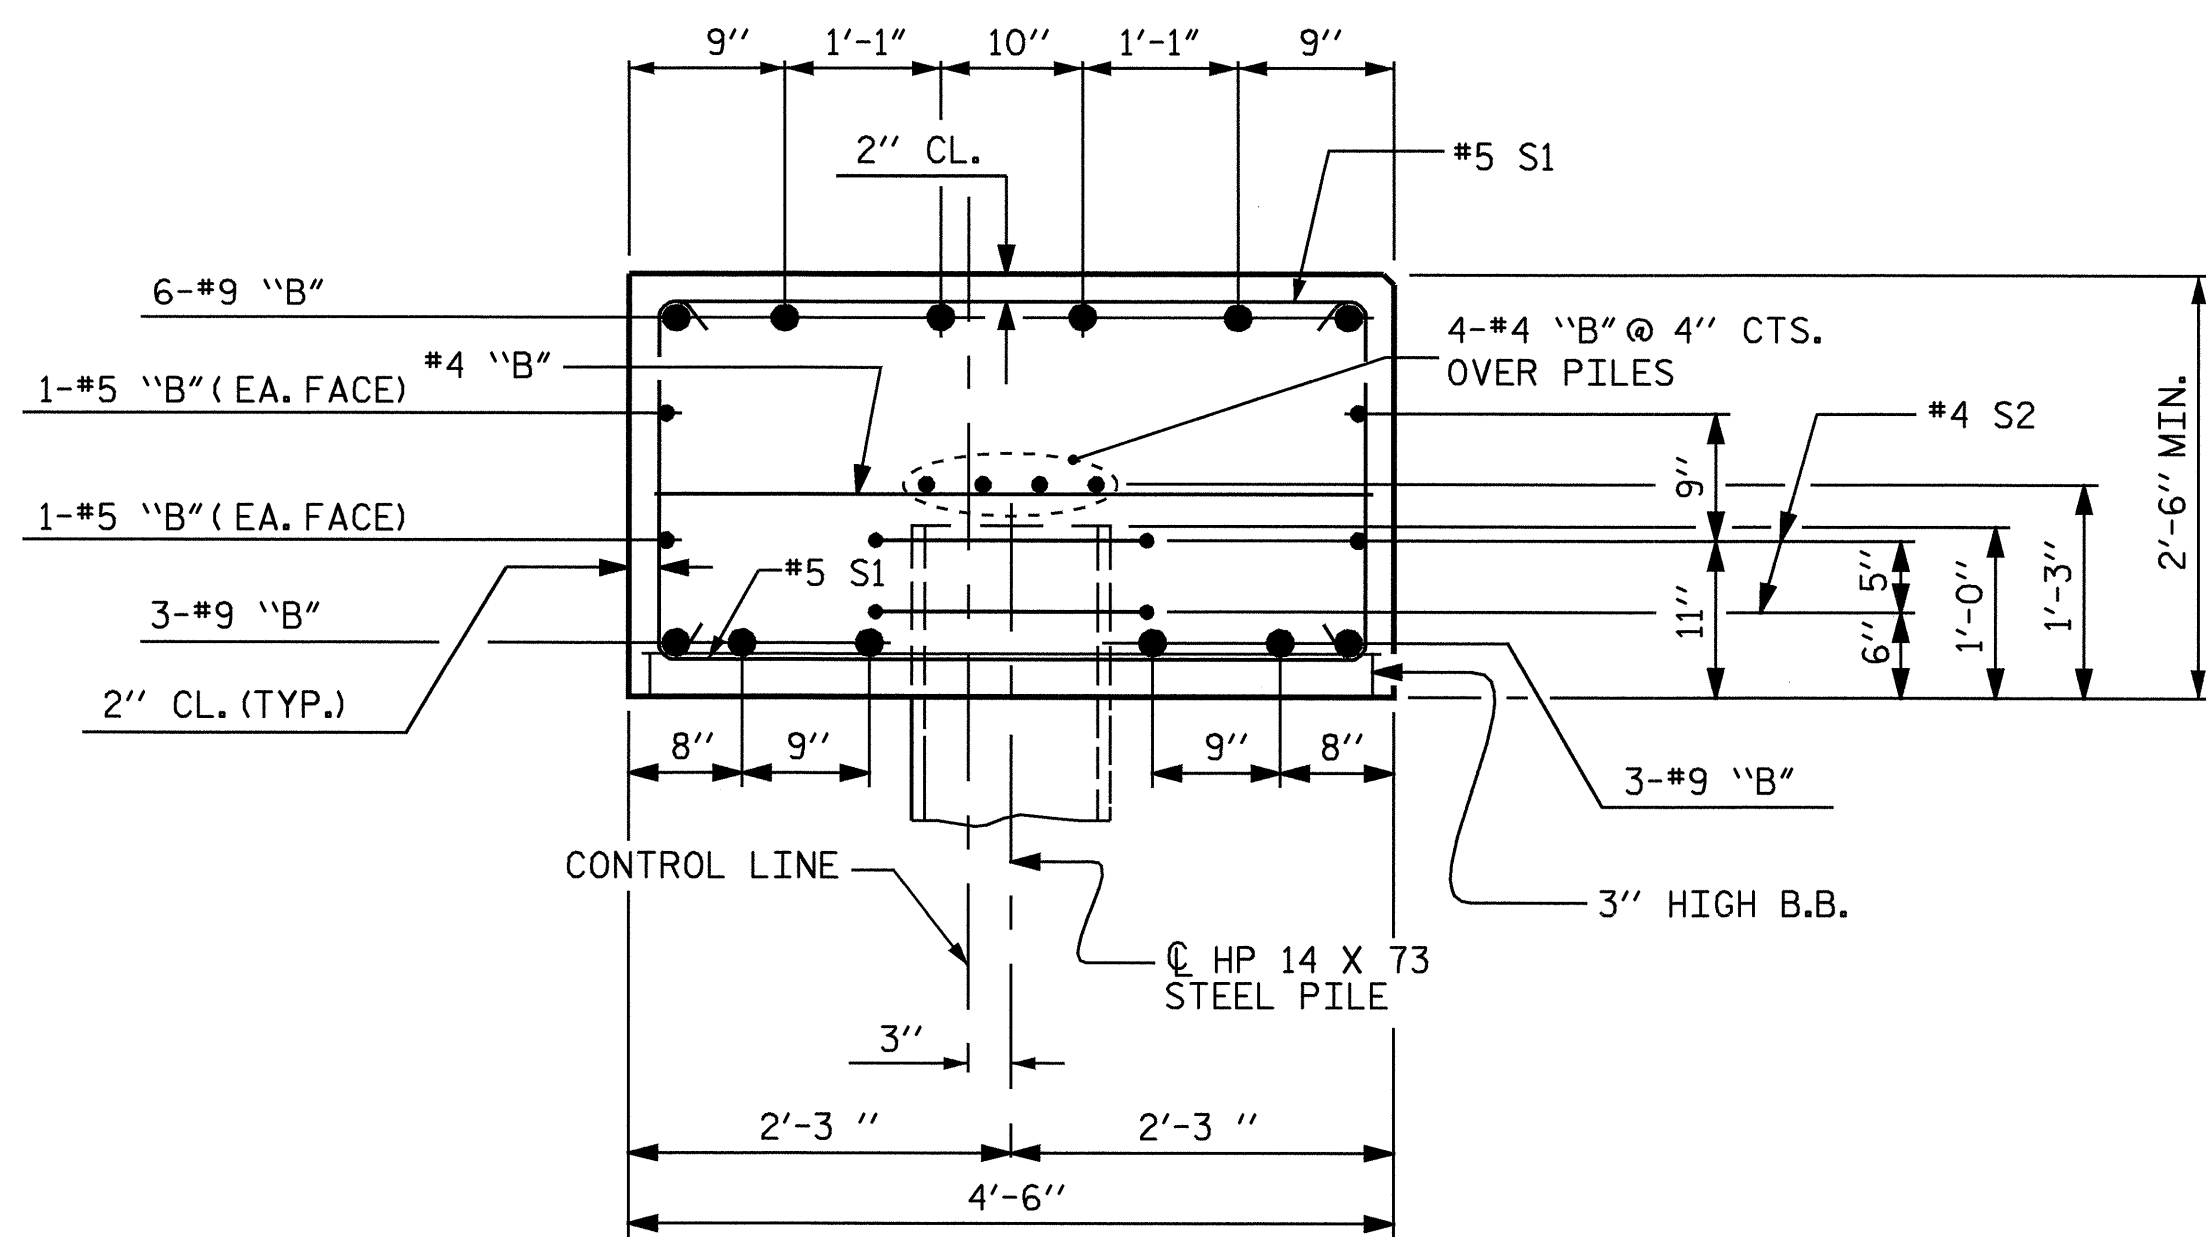 9" 1'-1" 10" 1'-1" 9"
2" CL.
#5 S1
6-#9 "B"
4-#4 "B" @ 4" CTS.
OVER PILES
#4 "B"
1-#5 "B" (EA. FACE)
#4 S2
2'-6" MIN.
9"
1-#5 "B" (EA. FACE)
#5 S1
11"
5"
6"
1'-0"
1'-3"
3-#9 "B"
2" CL. (TYP.)
8" 9" 9" 8"
3-#9 "B"
CONTROL LINE
3" HIGH B.B.
℄ HP 14 X 73
STEEL PILE
3"
2'-3 " 2'-3 "
4'-6"